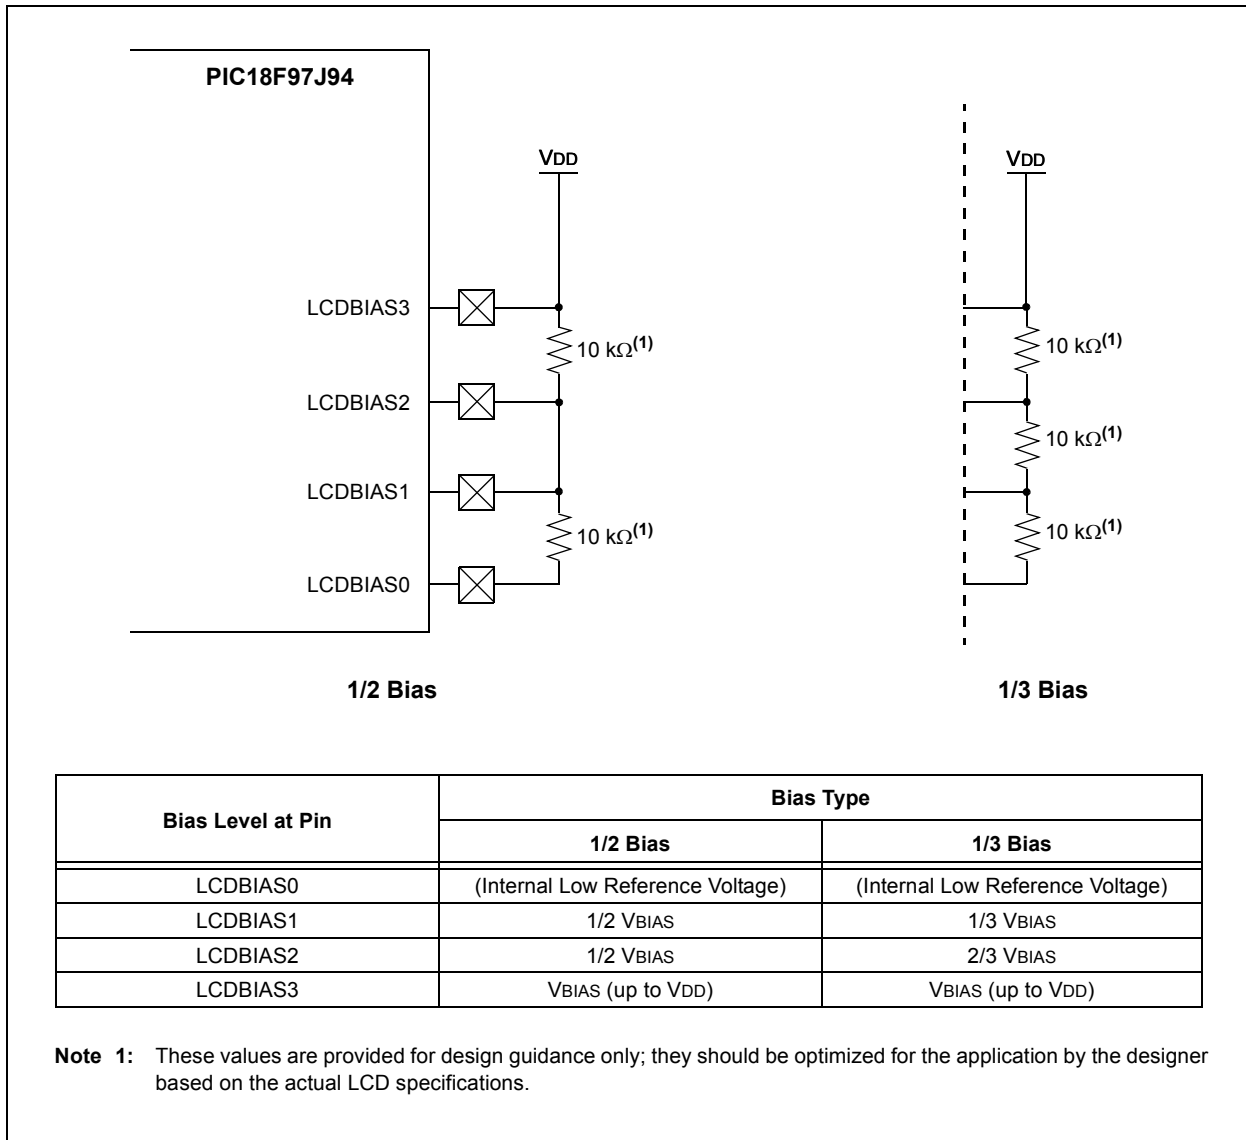 PIC18F97J94
VDD
VDD
LCDBIAS3
10 kΩ(1)
10 kΩ(1)
LCDBIAS2
10 kΩ(1)
LCDBIAS1
10 kΩ(1)
10 kΩ(1)
LCDBIAS0
1/2 Bias
1/3 Bias
Bias Level at Pin
Bias Type
1/2 Bias
1/3 Bias
LCDBIAS0 (Internal Low Reference Voltage) (Internal Low Reference Voltage)
LCDBIAS1 1/2 VBIAS 1/3 VBIAS
LCDBIAS2 1/2 VBIAS 2/3 VBIAS
LCDBIAS3 VBIAS (up to VDD) VBIAS (up to VDD)
Note 1: These values are provided for design guidance only; they should be optimized for the application by the designer
based on the actual LCD specifications.